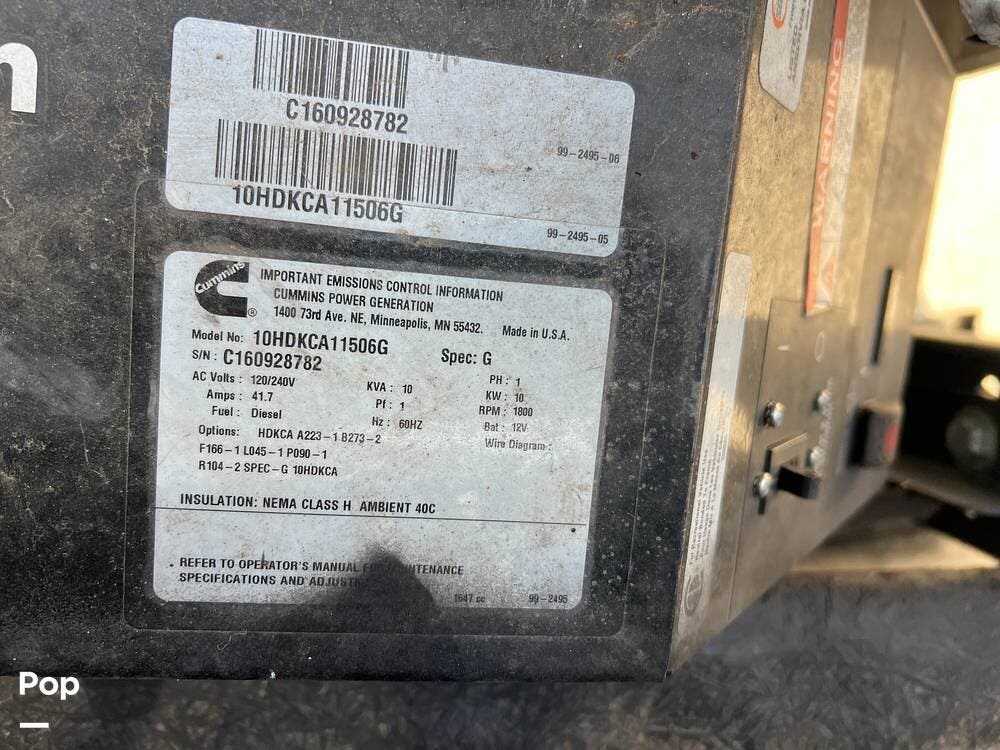 n
C160928782
99-2495-06
10HDKCA11506G
99-2495-05
Cummins
IMPORTANT EMISSIONS CONTROL INFORMATION
CUMMINS POWER GENERATION
1400 73rd Ave. NE, Minneapolis, MN 55432. Made in U.S.A.
Model No: 10HDKCA11506G Spec: G
S/N : C160928782
AC Volts : 120/240V KVA : 10 PH : 1
Amps : 41.7 Pf : 1 KW : 10
Fuel : Diesel Hz : 60HZ RPM : 1800
Bat : 12V
Options: HDKCA A223-1 B273-2 Wire Diagram :
F166-1 L045-1 P090-1
R104-2 SPEC-G 10HDKCA
INSULATION: NEMA CLASS H AMBIENT 40C
REFER TO OPERATOR'S MANUAL MAINTENANCE
SPECIFICATIONS AND
1647 cc 99-2495
WARNING
Pop